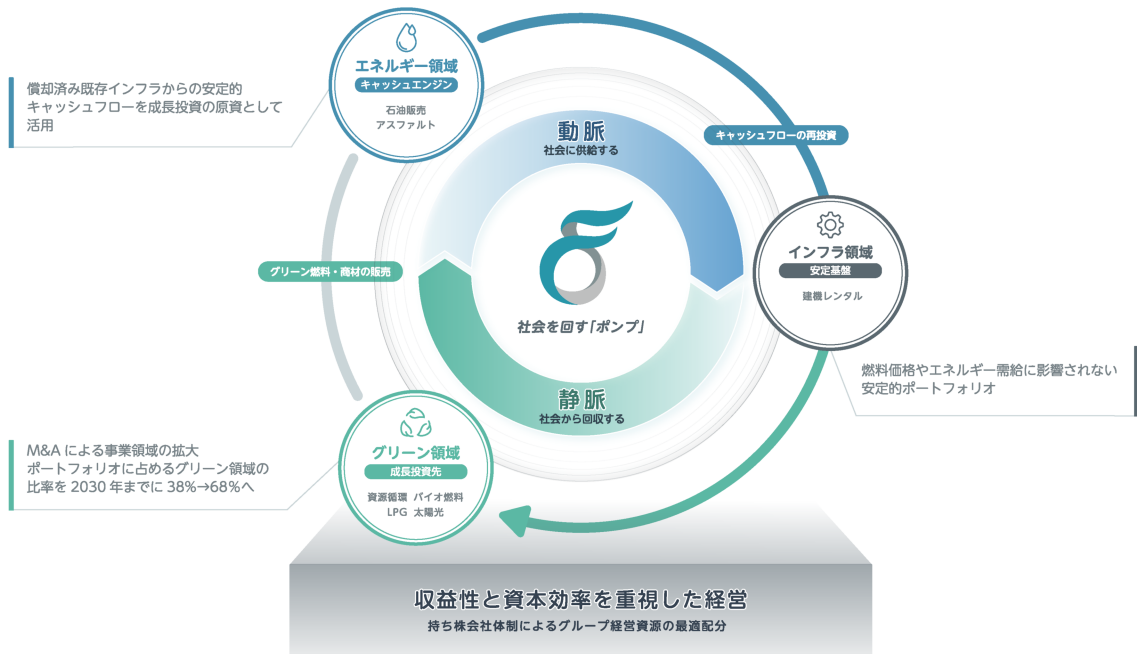 エネルギー領域
キャッシュエンジン
石油販売
アスファルト
償却済み既存インフラからの安定的
キャッシュフローを成長投資の原資として
活用
動脈
社会に供給する
キャッシュフローの再投資
インフラ領域
安定基盤
建機レンタル
燃料価格やエネルギー需給に影響されない
安定的ポートフォリオ
グリーン燃料・商材の販売
社会を回す「ポンプ」
静脈
社会から回収する
グリーン領域
成長投資先
資源循環 バイオ燃料
LPG 太陽光
M&Aによる事業領域の拡大
ポートフォリオに占めるグリーン領域の
比率を2030年までに38%→68%へ
収益性と資本効率を重視した経営
持ち株会社体制によるグループ経営資源の最適配分